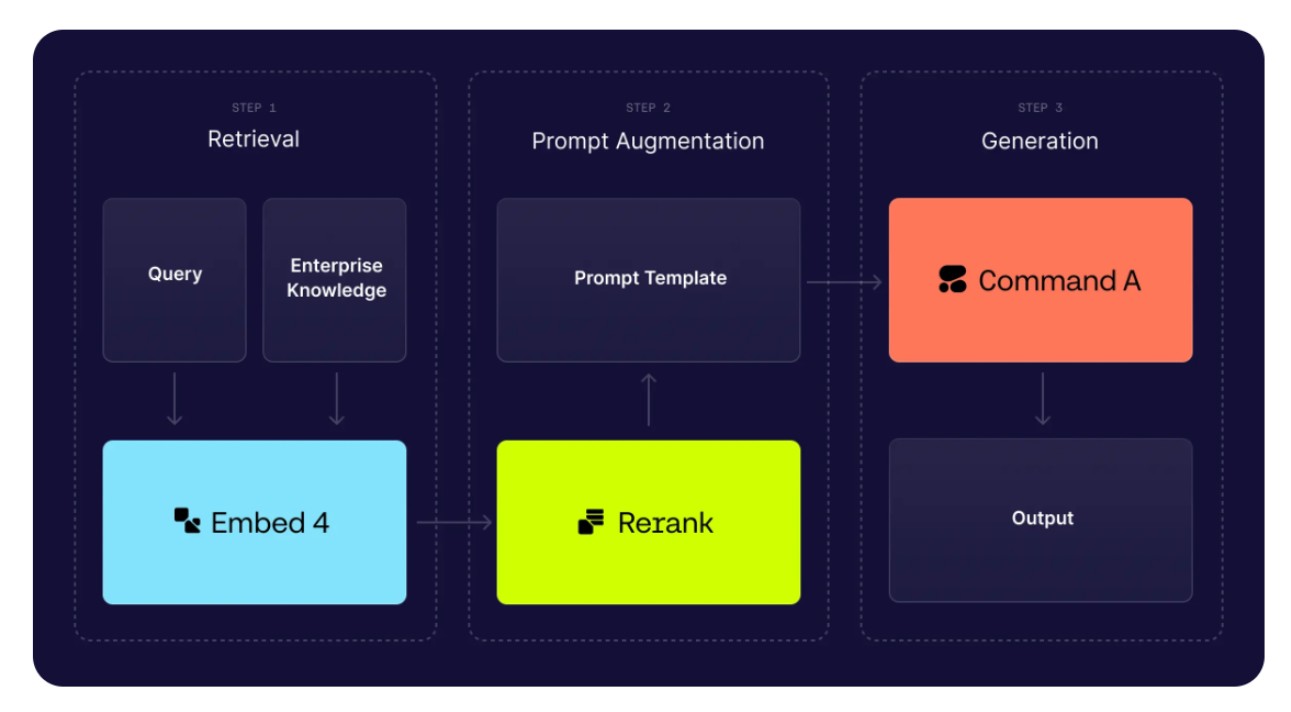 STEP 1
Retrieval
Query
Enterprise
Knowledge
Embed 4
STEP 2
Prompt Augmentation
Prompt Template
Rerank
STEP 3
Generation
Command A
Output